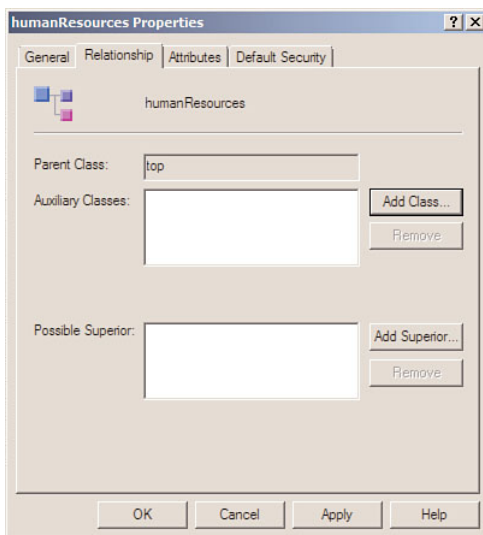 humanResources Properties
? X
General Relationship Attributes Default Security
humanResources
Parent Class: top
Auxiliary Classes: Add Class...
Remove
Possible Superior: Add Superior...
Remove
OK Cancel Apply Help